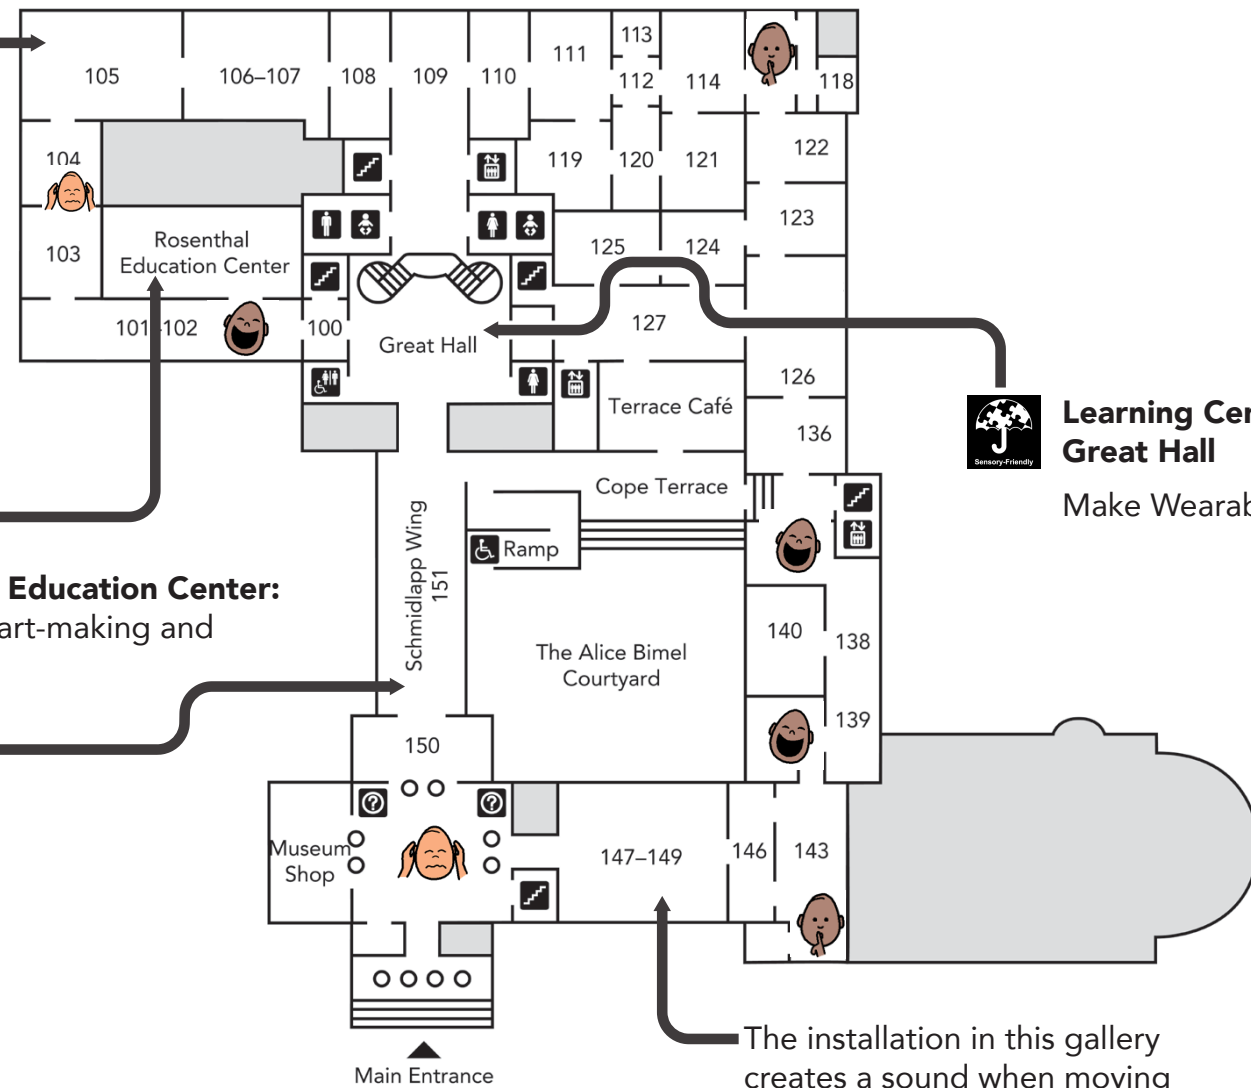 105
106–107
108
109
110
111
113
112
114
118
104
119
120
121
122
123
103
Rosenthal
Education Center
125
124
101–102
100
Great Hall
127
126
Terrace Café
136
Sensory-Friendly
Learning Cen
Great Hall
Make Wearab
Cope Terrace
Ramp
Schmidlapp Wing
151
Education Center:
art-making and
The Alice Bimel
Courtyard
140
138
139
150
?
?
Museum
Shop
147–149
146
143
Main Entrance
The installation in this gallery
creates a sound when moving